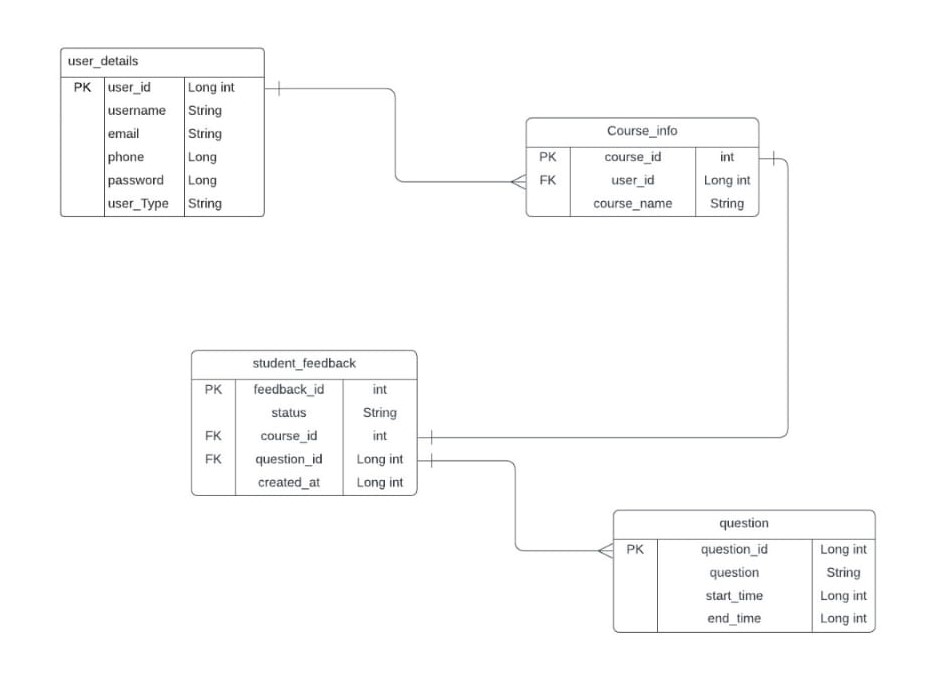 user_details
PK user_id Long int
username String
email String
phone Long
password Long
user_Type String
Course_info
PK course_id int
FK user_id Long int
course_name String
student_feedback
PK feedback_id int
status String
FK course_id int
FK question_id Long int
created_at Long int
question
PK question_id Long int
question String
start_time Long int
end_time Long int